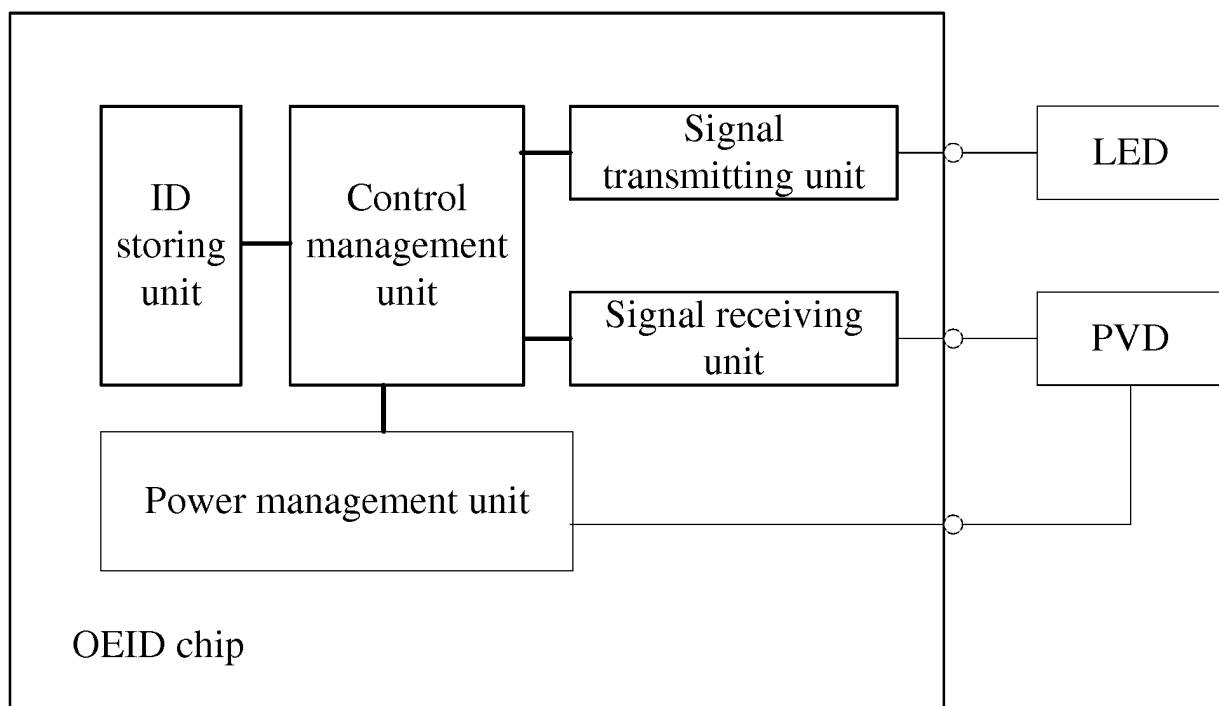 ID
storing
unit
Control
management
unit
Signal
transmitting unit
LED
Signal receiving
unit
PVD
Power management unit
OEID chip